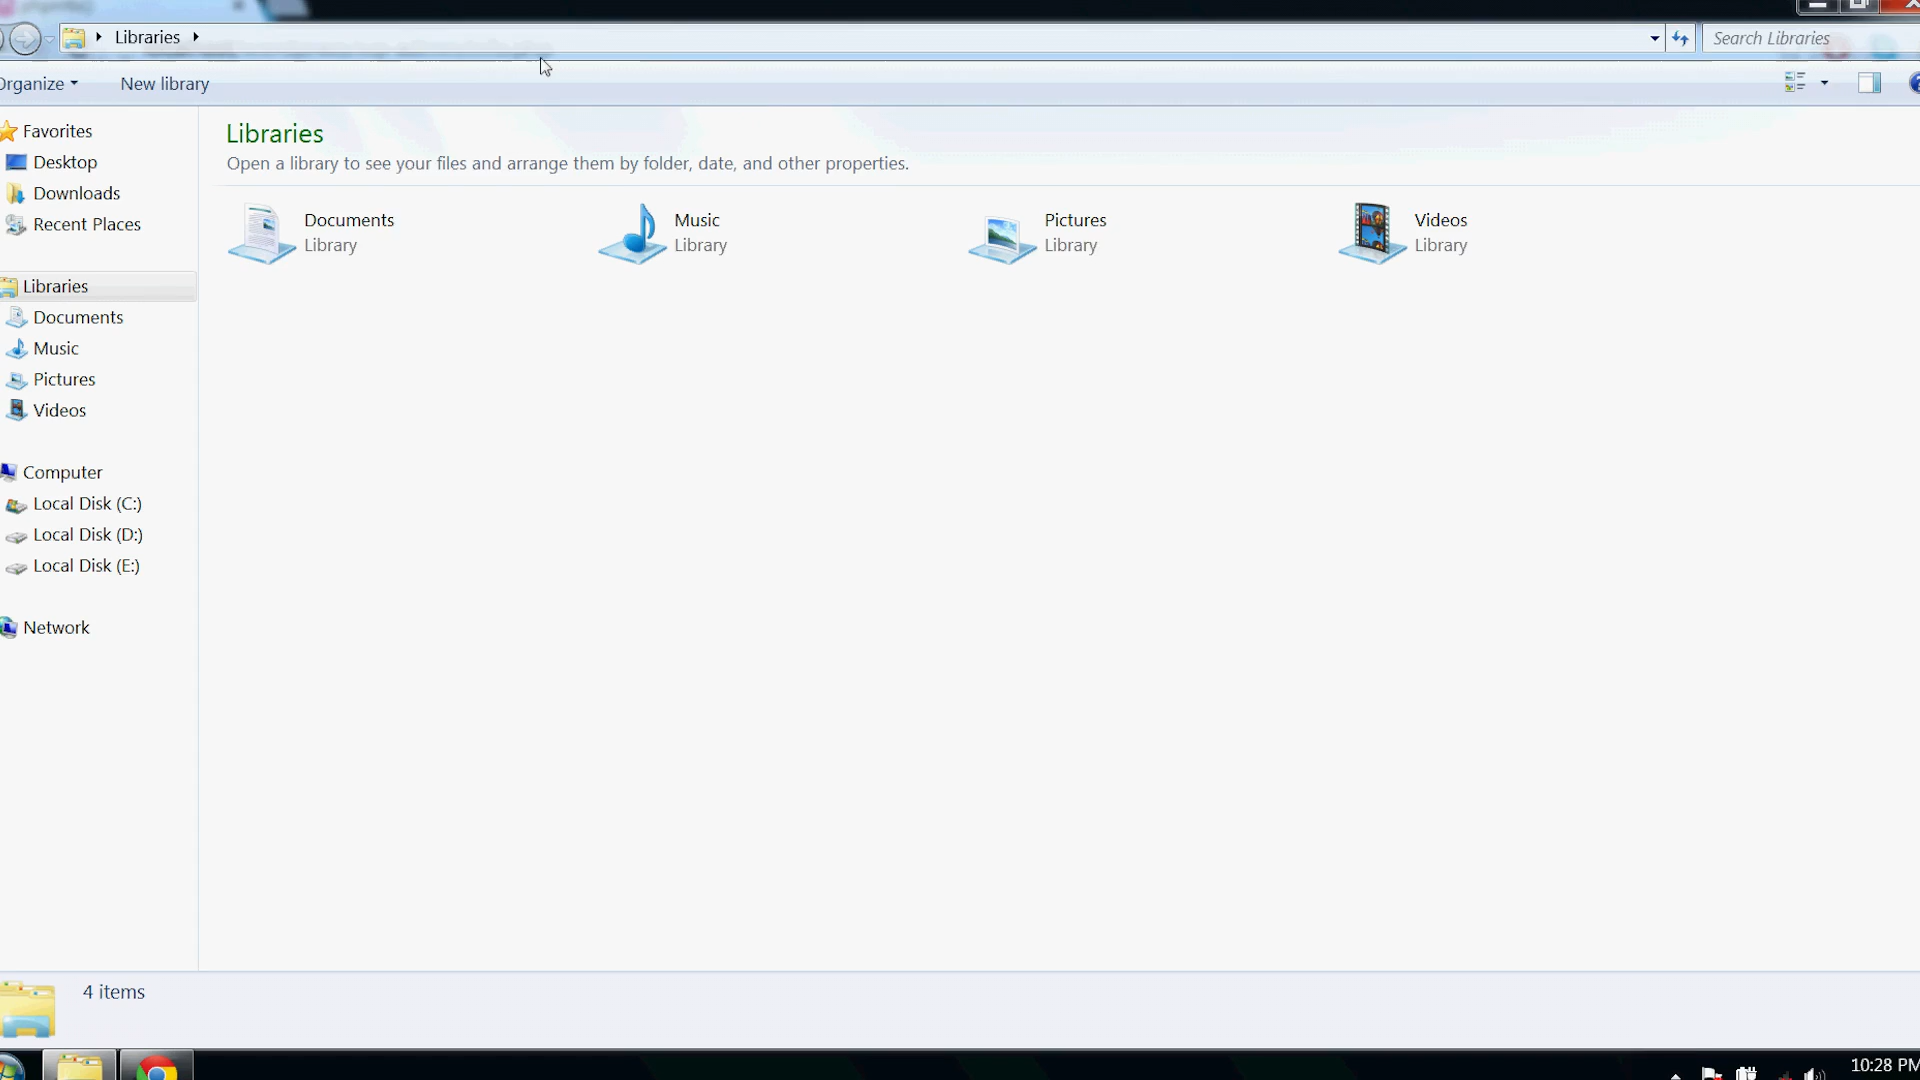 Libraries
Search Libraries
Organize
New library
Favorites
Desktop
Downloads
Recent Places
Libraries
Documents
Music
Pictures
Videos
Computer
Local Disk (C:)
Local Disk (D:)
Local Disk (E:)
Network
Libraries
Open a library to see your files and arrange them by folder, date, and other properties.
Documents
Library
Music
Library
Pictures
Library
Videos
Library
4 items
10:28 PM